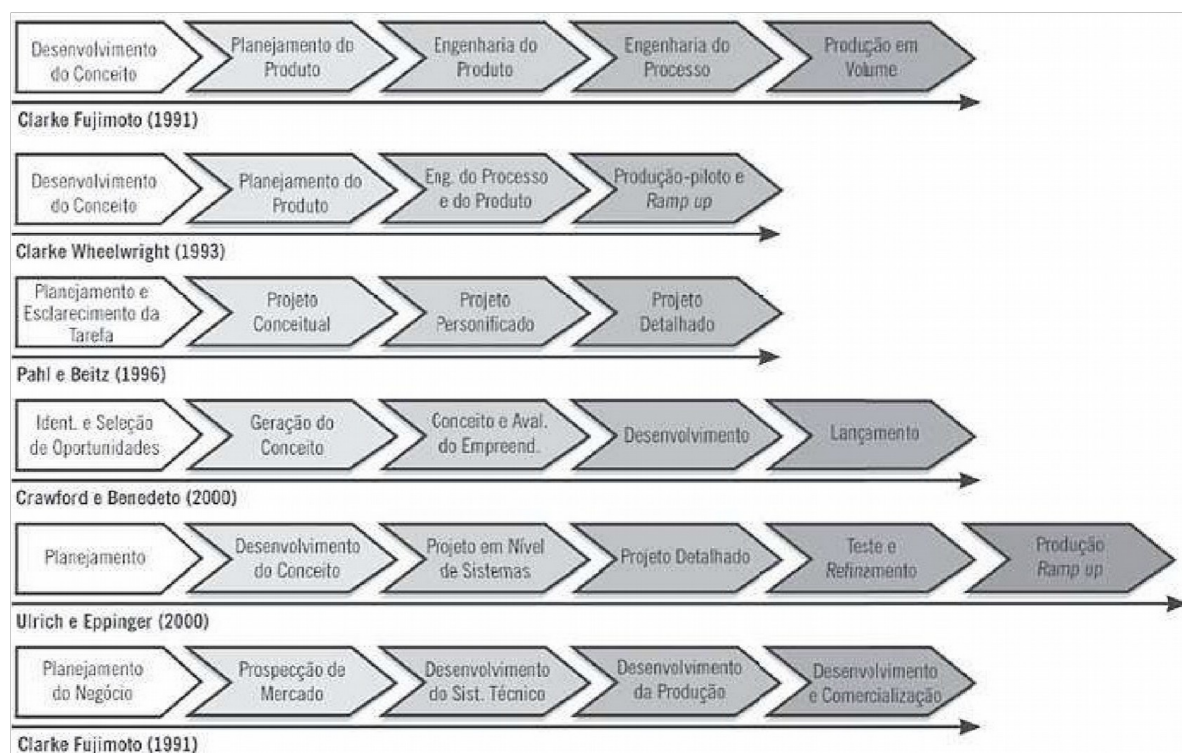 Desenvolvimento
do Conceito
Planejamento do
Produto
Engenharia do
Produto
Engenharia do
Processo
Produção em
Volume
Clarke Fujimoto (1991)
Desenvolvimento
do Conceito
Planejamento do
Produto
Eng. do Processo
e do Produto
Produção-piloto e
Ramp up
Clarke Wheelwright (1993)
Planejamento e
Esclarecimento da
Tarefa
Projeto
Conceitual
Projeto
Personificado
Projeto
Detalhado
Pahl e Beitz (1996)
Ident. e Seleção
de Oportunidades
Geração do
Conceito
Conceito e Aval.
do Empreend.
Desenvolvimento
Lançamento
Crawford e Benedeto (2000)
Planejamento
Desenvolvimento
do Conceito
Projeto em Nível
de Sistemas
Projeto Detalhado
Teste e
Refinamento
Produção
Ramp up
Ulrich e Eppinger (2000)
Planejamento
do Negócio
Prospecção de
Mercado
Desenvolvimento
do Sist. Técnico
Desenvolvimento
da Produção
Desenvolvimento
e Comercialização
Clarke Fujimoto (1991)